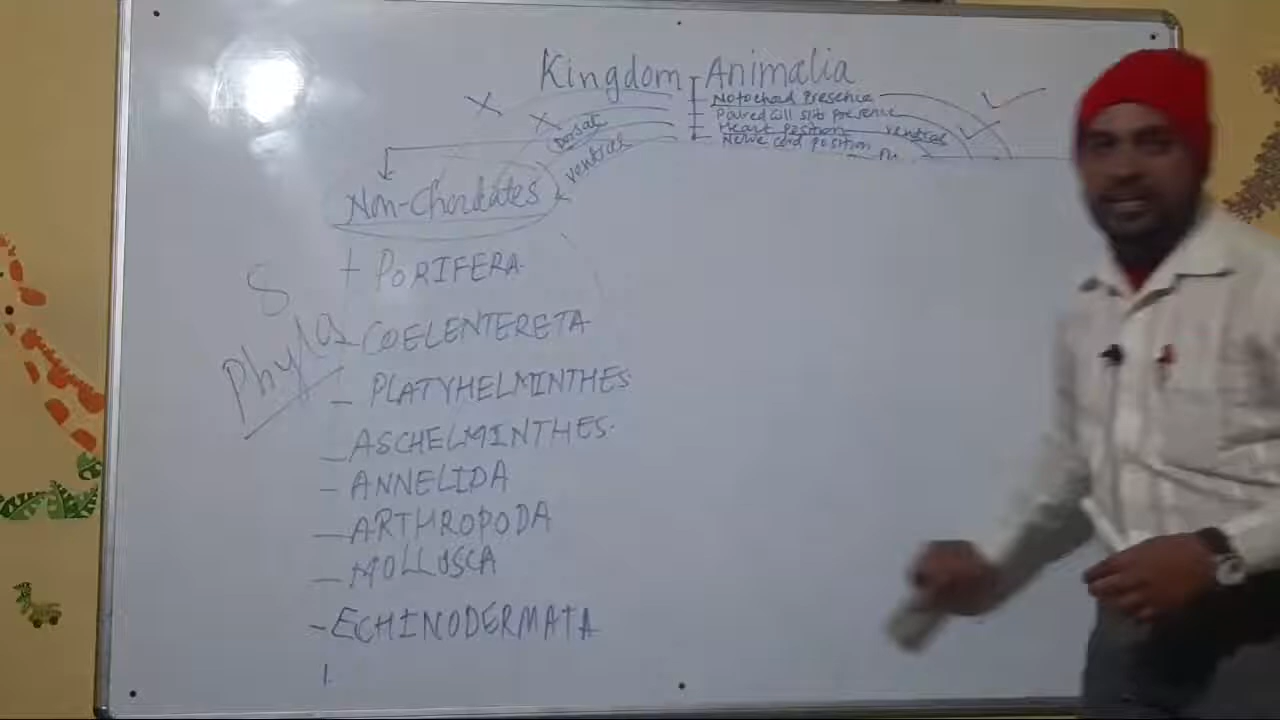 Kingdom Animalia
Notochord Presence
Paired Gill slits presence
Heart position ventral
Nerve cord position
Dorsal
ventral
Non-Chordates
PORIFERA
COELENTERETA
PLATYHELMINTHES
ASCHELMINTHES
ANNELIDA
ARTHROPODA
MOLLUSCA
ECHINODERMATA
8
Phyla